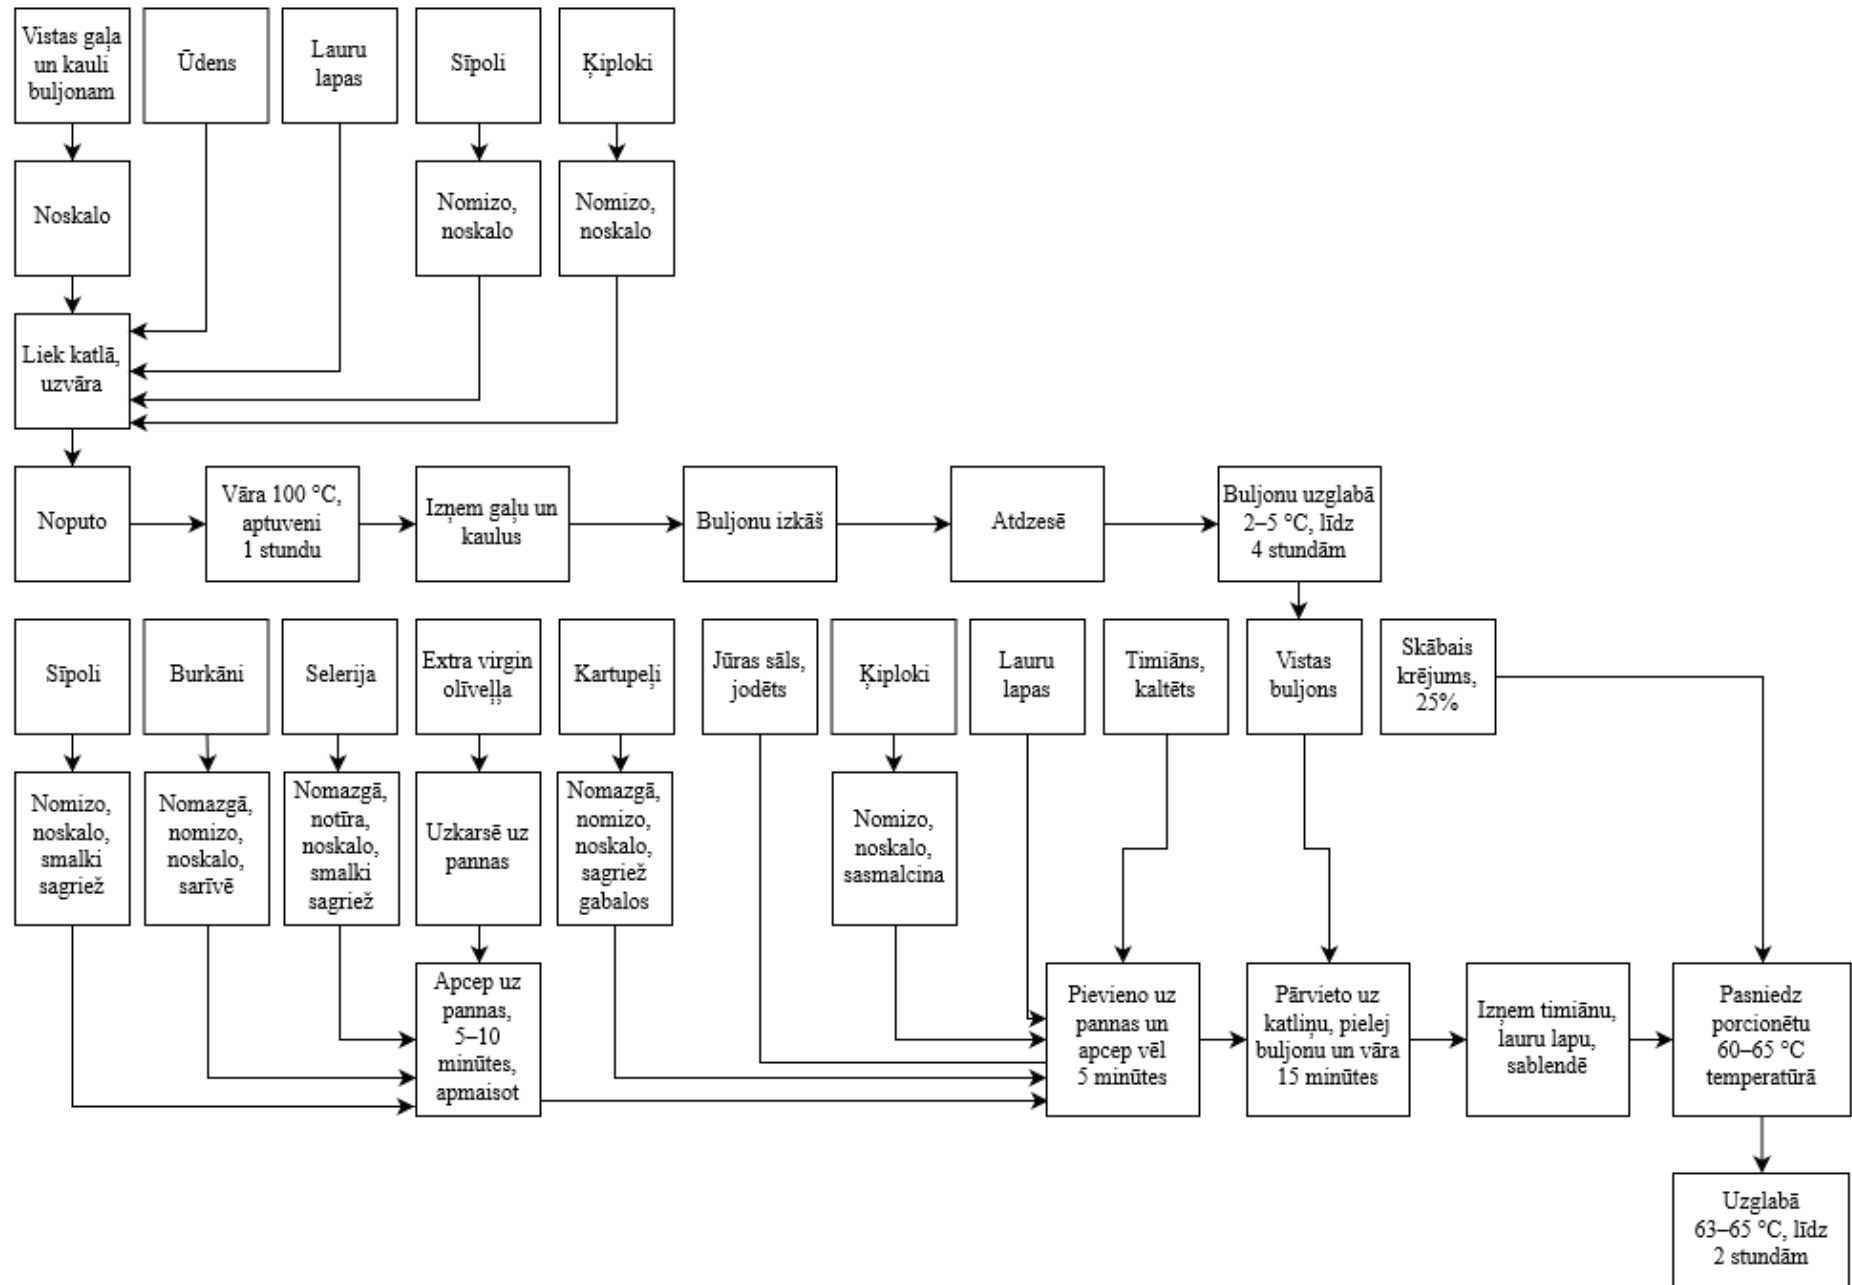 Vistas gaļa
un kauli
buljonam
Ūdens
Lauru
lapas
Sīpoli
Ķiploki
Noskalo
Nomizo,
noskalo
Nomizo,
noskalo
Liek katlā,
uzvāra
Noputo
Vāra 100 °C,
aptuveni
1 stundu
Izņem gaļu un
kaulus
Buljonu izkāš
Atdzesē
Buljonu uzglabā
2–5 °C, līdz
4 stundām
Sīpoli
Burkāni
Selerija
Extra virgin
olīveļļa
Kartupeļi
Jūras sāls,
jodēts
Ķiploki
Lauru
lapas
Timiāns,
kaltēts
Vistas
buljons
Skābais
krējums,
25%
Nomizo,
noskalo,
smalki
sagriež
Nomazgā,
nomizo,
noskalo,
sarīvē
Nomazgā,
notīra,
noskalo,
smalki
sagriež
Uzkarsē uz
pannas
Nomazgā,
nomizo,
noskalo,
sagriež
gabalos
Nomizo,
noskalo,
sasmalcina
Apcep uz
pannas,
5–10
minūtes,
apmaisot
Pievieno uz
pannas un
apcep vēl
5 minūtes
Pārvieto uz
katliņu, pielej
buljonu un vāra
15 minūtes
Izņem timiānu,
lauru lapu,
sablendē
Pasniedz
porcionētu
60–65 °C
temperatūrā
Uzglabā
63–65 °C, līdz
2 stundām